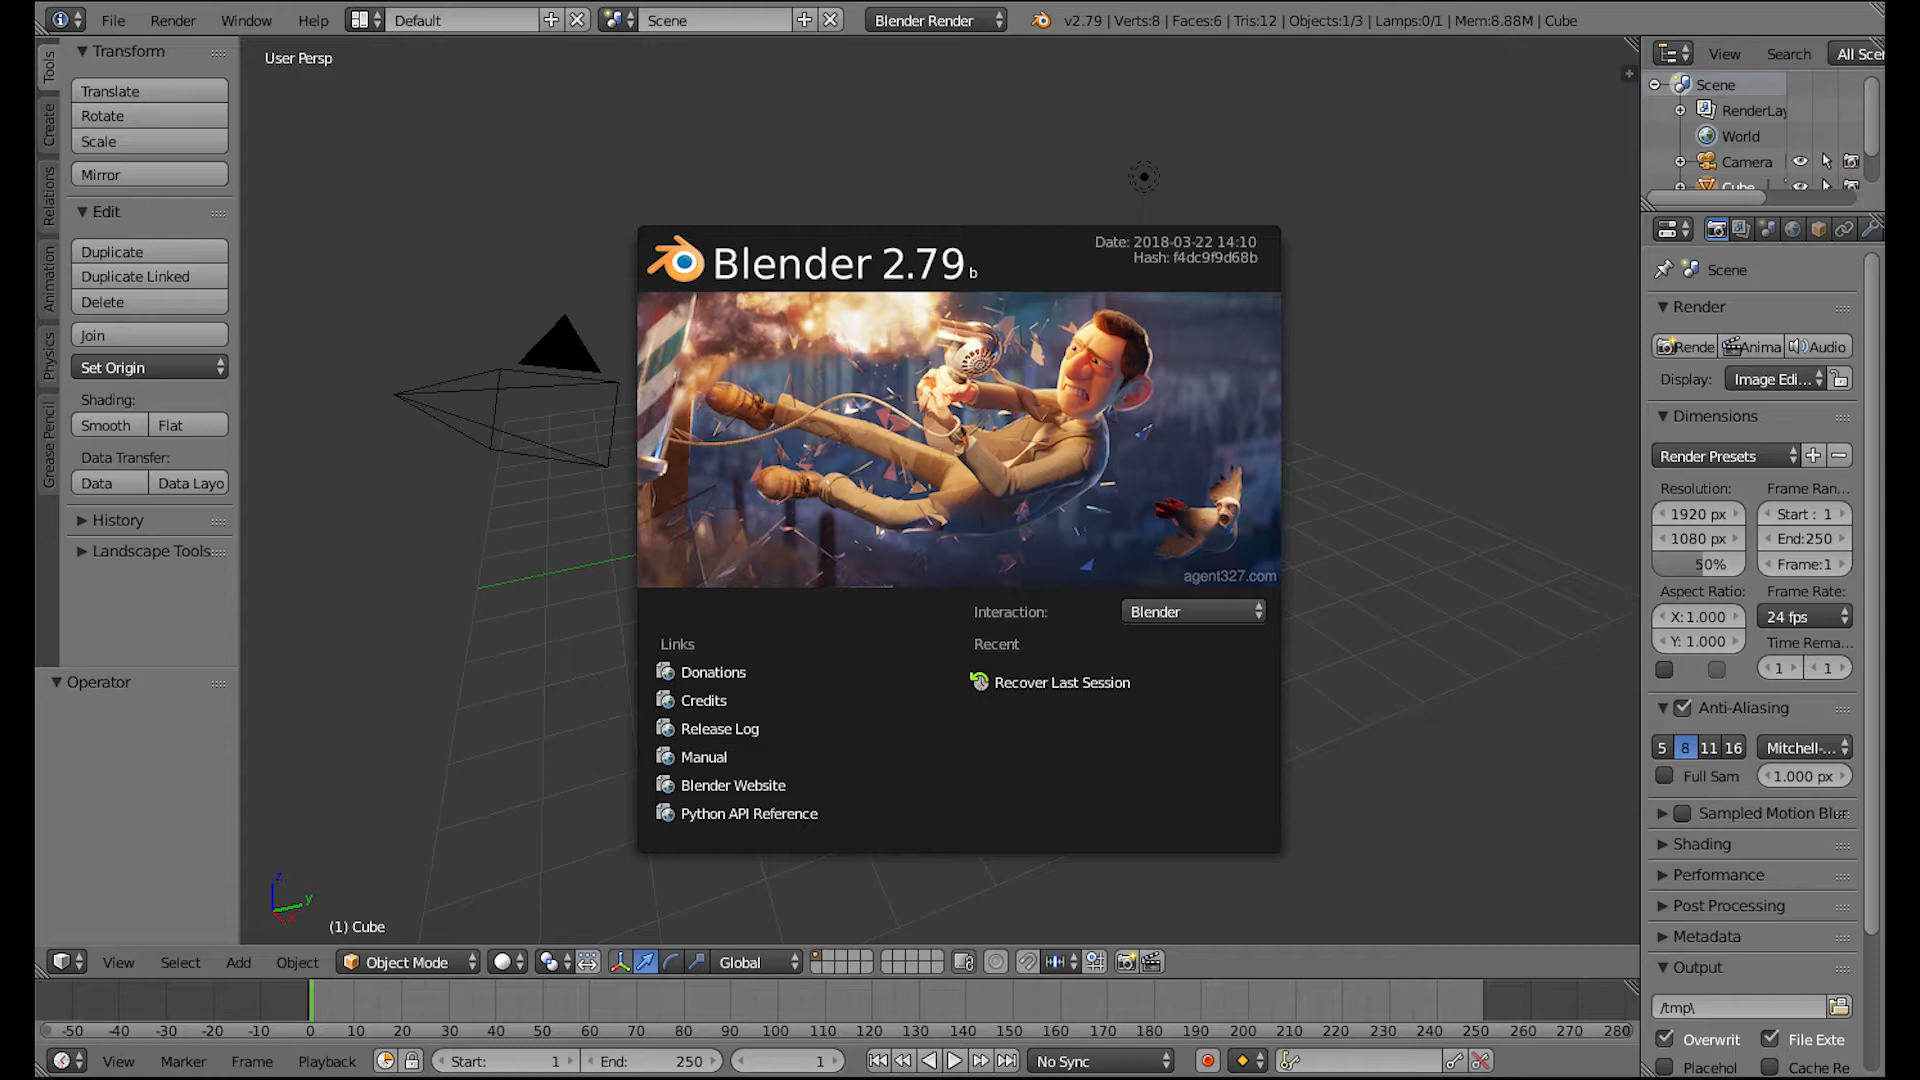 File Render Window Help Default Scene Blender Render v2.79 | Verts:8 | Faces:6 | Tris:12 | Objects:1/3 | Lamps:0/1 | Mem:8.88M | Cube
Tools
Create
Relations
Animation
Physics
Grease Pencil
Transform
Translate
Rotate
Scale
Mirror
Edit
Duplicate
Duplicate Linked
Delete
Join
Set Origin
Shading:
Smooth Flat
Data Transfer:
Data Data Layo
History
Landscape Tools
Operator
User Persp
Blender 2.79 b
Date: 2018-03-22 14:10
Hash: f4dc9f9d68b
agent327.com
Interaction: Blender
Links
Donations
Credits
Release Log
Manual
Blender Website
Python API Reference
Recent
Recover Last Session
z
y
x
(1) Cube
View Search All Sce
Scene
RenderLay
World
Camera
Cube
Scene
Render
Rende Anima Audio
Display: Image Edi...
Dimensions
Render Presets
Resolution: Frame Ran...
1920 px Start : 1
1080 px End:250
50% Frame:1
Aspect Ratio: Frame Rate:
X: 1.000 24 fps
Y: 1.000 Time Rema...
1 1
Anti-Aliasing
5 8 11 16 Mitchell-...
Full Sam 1.000 px
Sampled Motion Blur
Shading
Performance
Post Processing
Metadata
Output
/tmp\
Overwrit File Exte
Placehol Cache Re
View Select Add Object Object Mode Global
-50 -40 -30 -20 -10 0 10 20 30 40 50 60 70 80 90 100 110 120 130 140 150 160 170 180 190 200 210 220 230 240 250 260 270 280
View Marker Frame Playback Start: 1 End: 250 1 No Sync